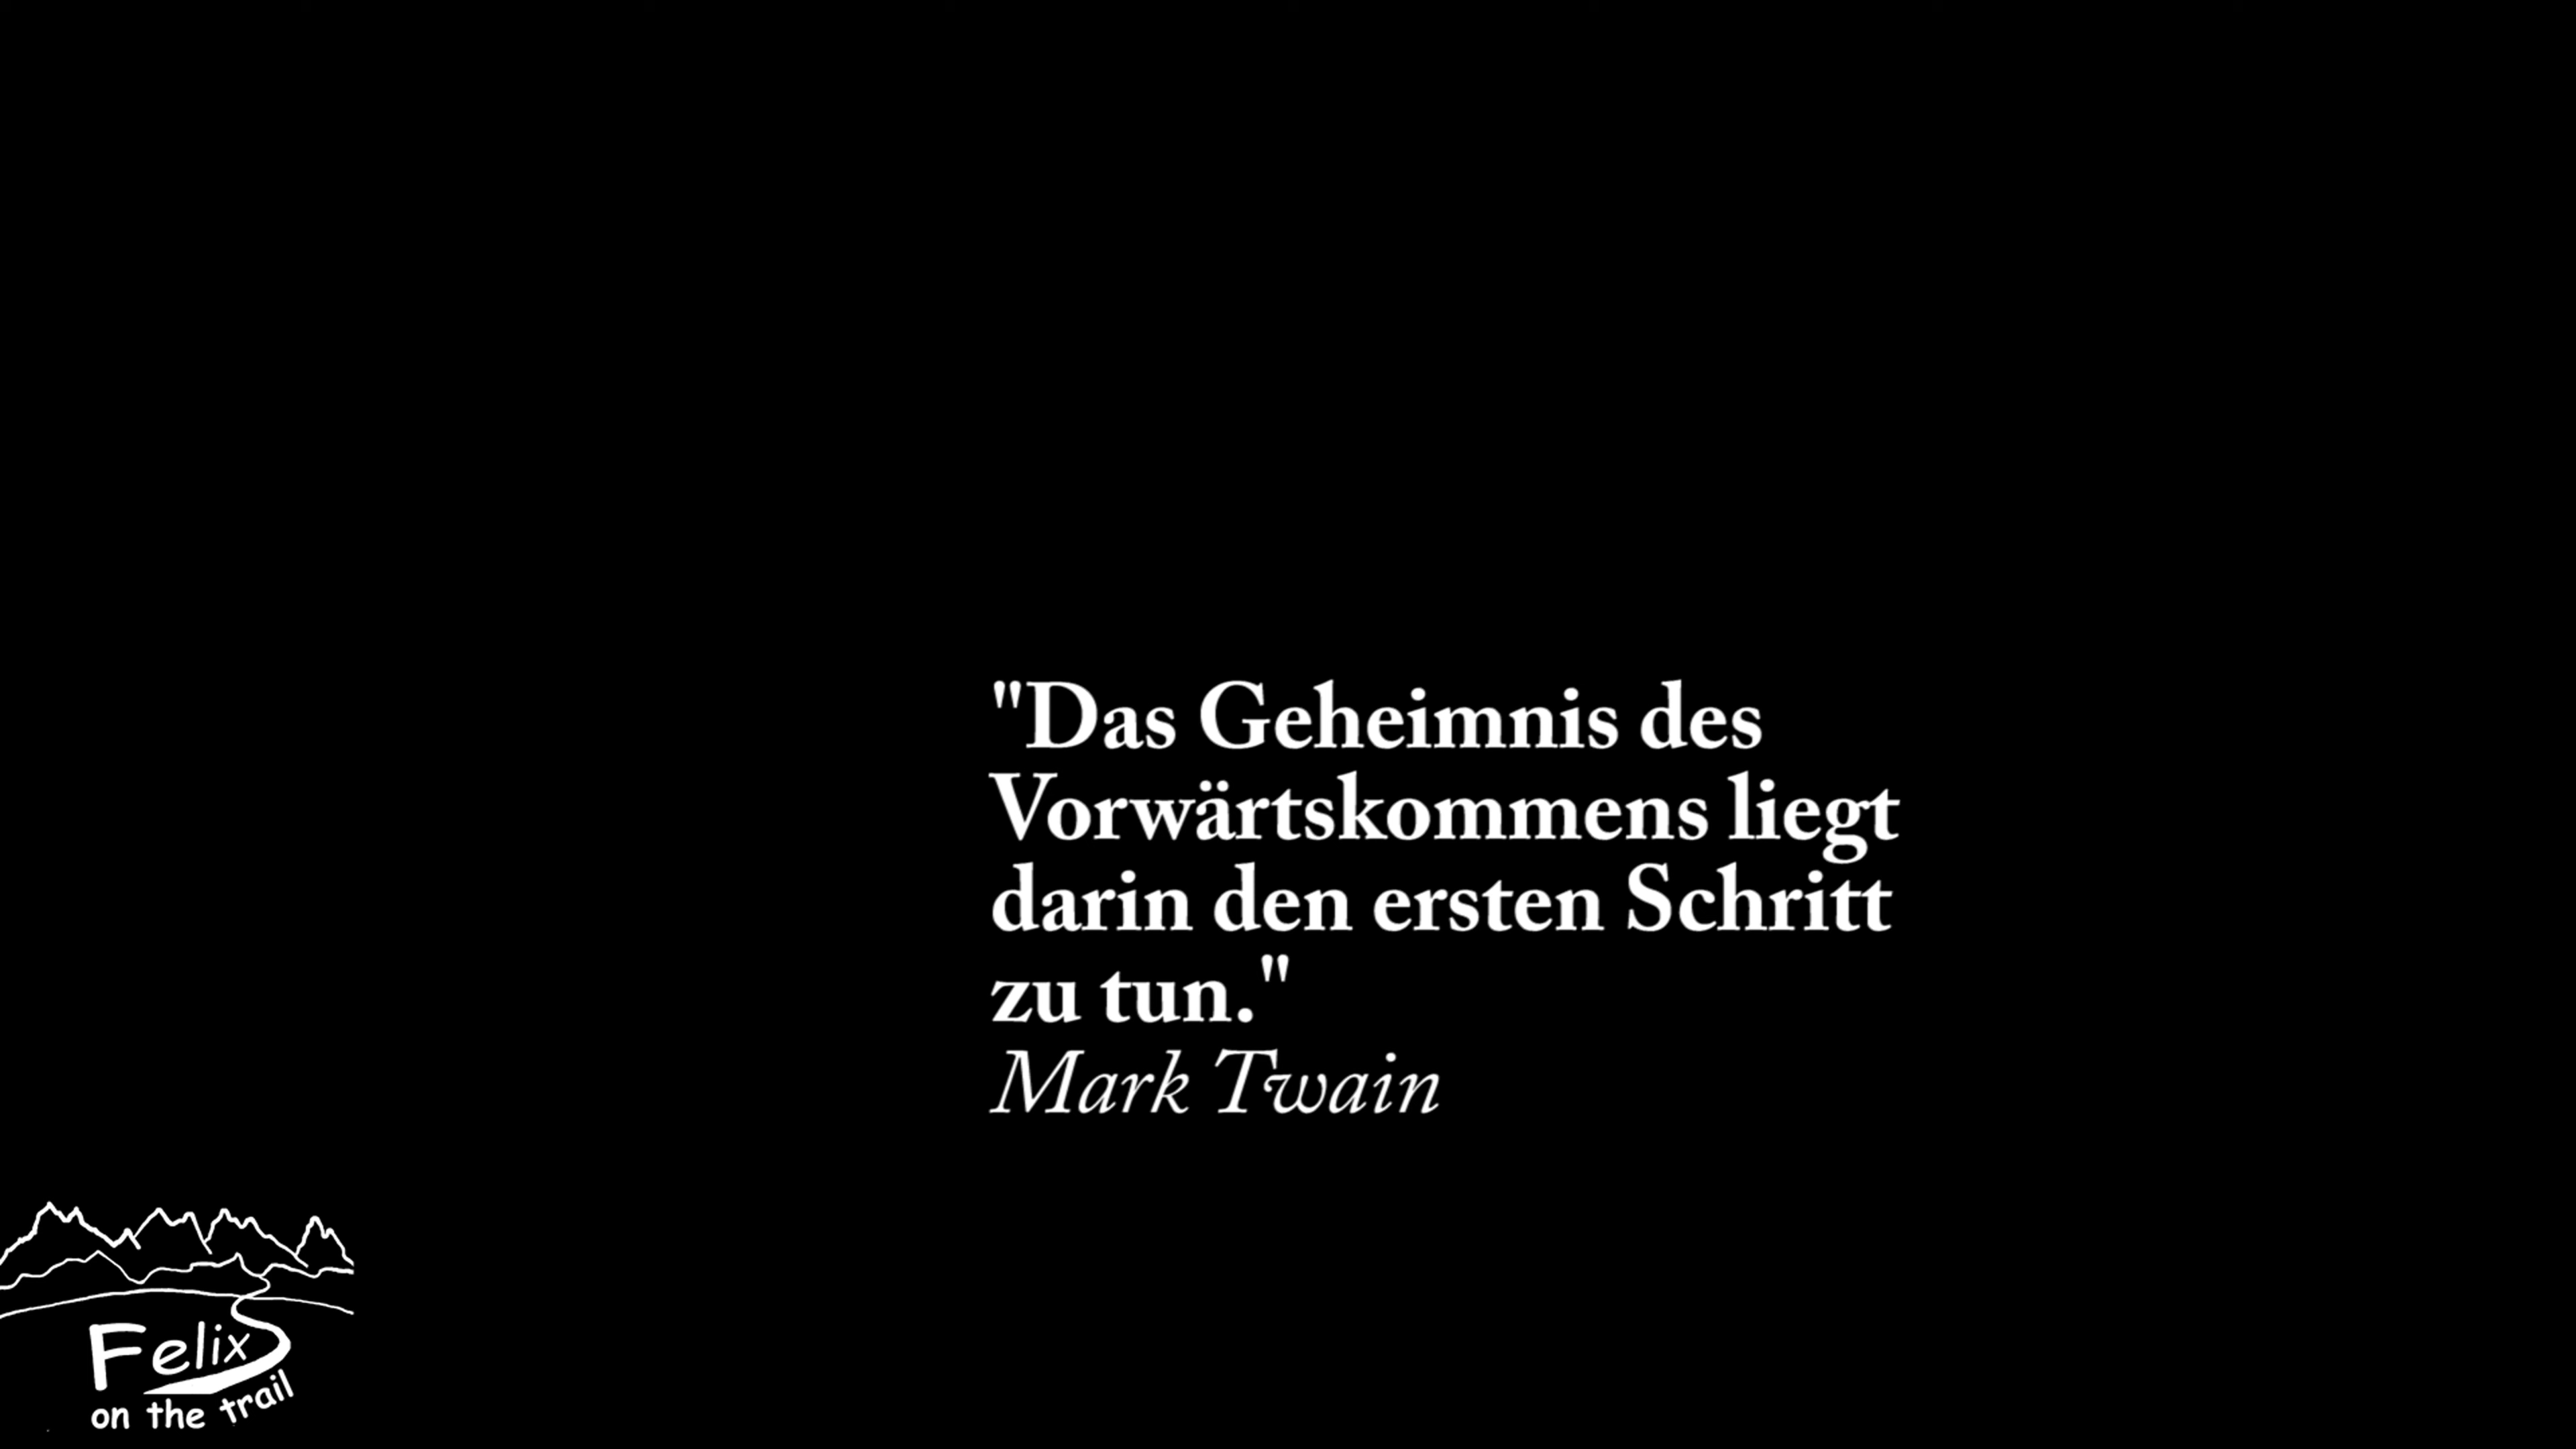 "Das Geheimnis des
Vorwärtskommens liegt
darin den ersten Schritt
zu tun."
Mark Twain
Felix
on the trail